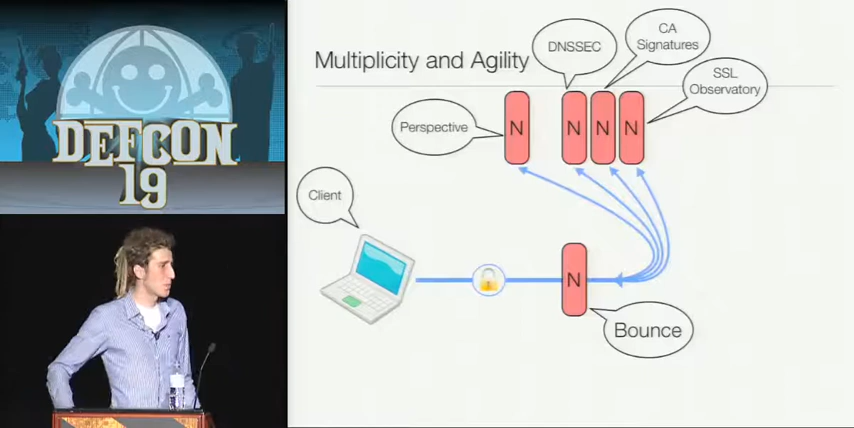 DEFCON
19
Multiplicity and Agility
DNSSEC
CA
Signatures
SSL
Observatory
Perspective
N
N
N
N
Client
N
Bounce